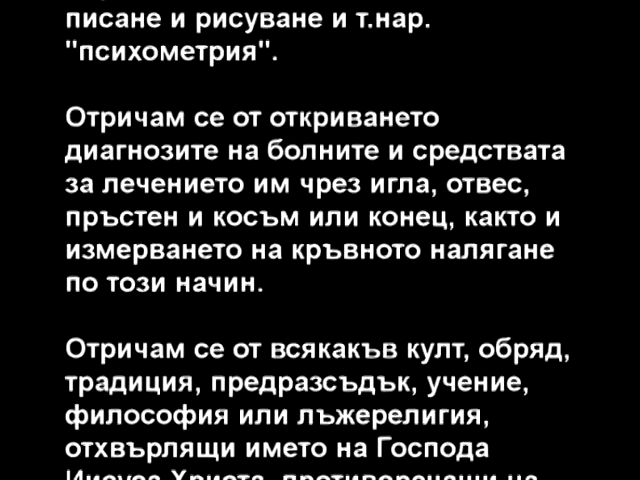 писане и рисуване и т.нар.
"психометрия".
Отричам се от откриването
диагнозите на болните и средствата
за лечението им чрез игла, отвес,
пръстен и косъм или конец, както и
измерването на кръвното налягане
по този начин.
Отричам се от всякакъв култ, обряд,
традиция, предразсъдък, учение,
философия или лъжерелигия,
отхвърлящи името на Господа
Иисуса Христа, противоречащи на